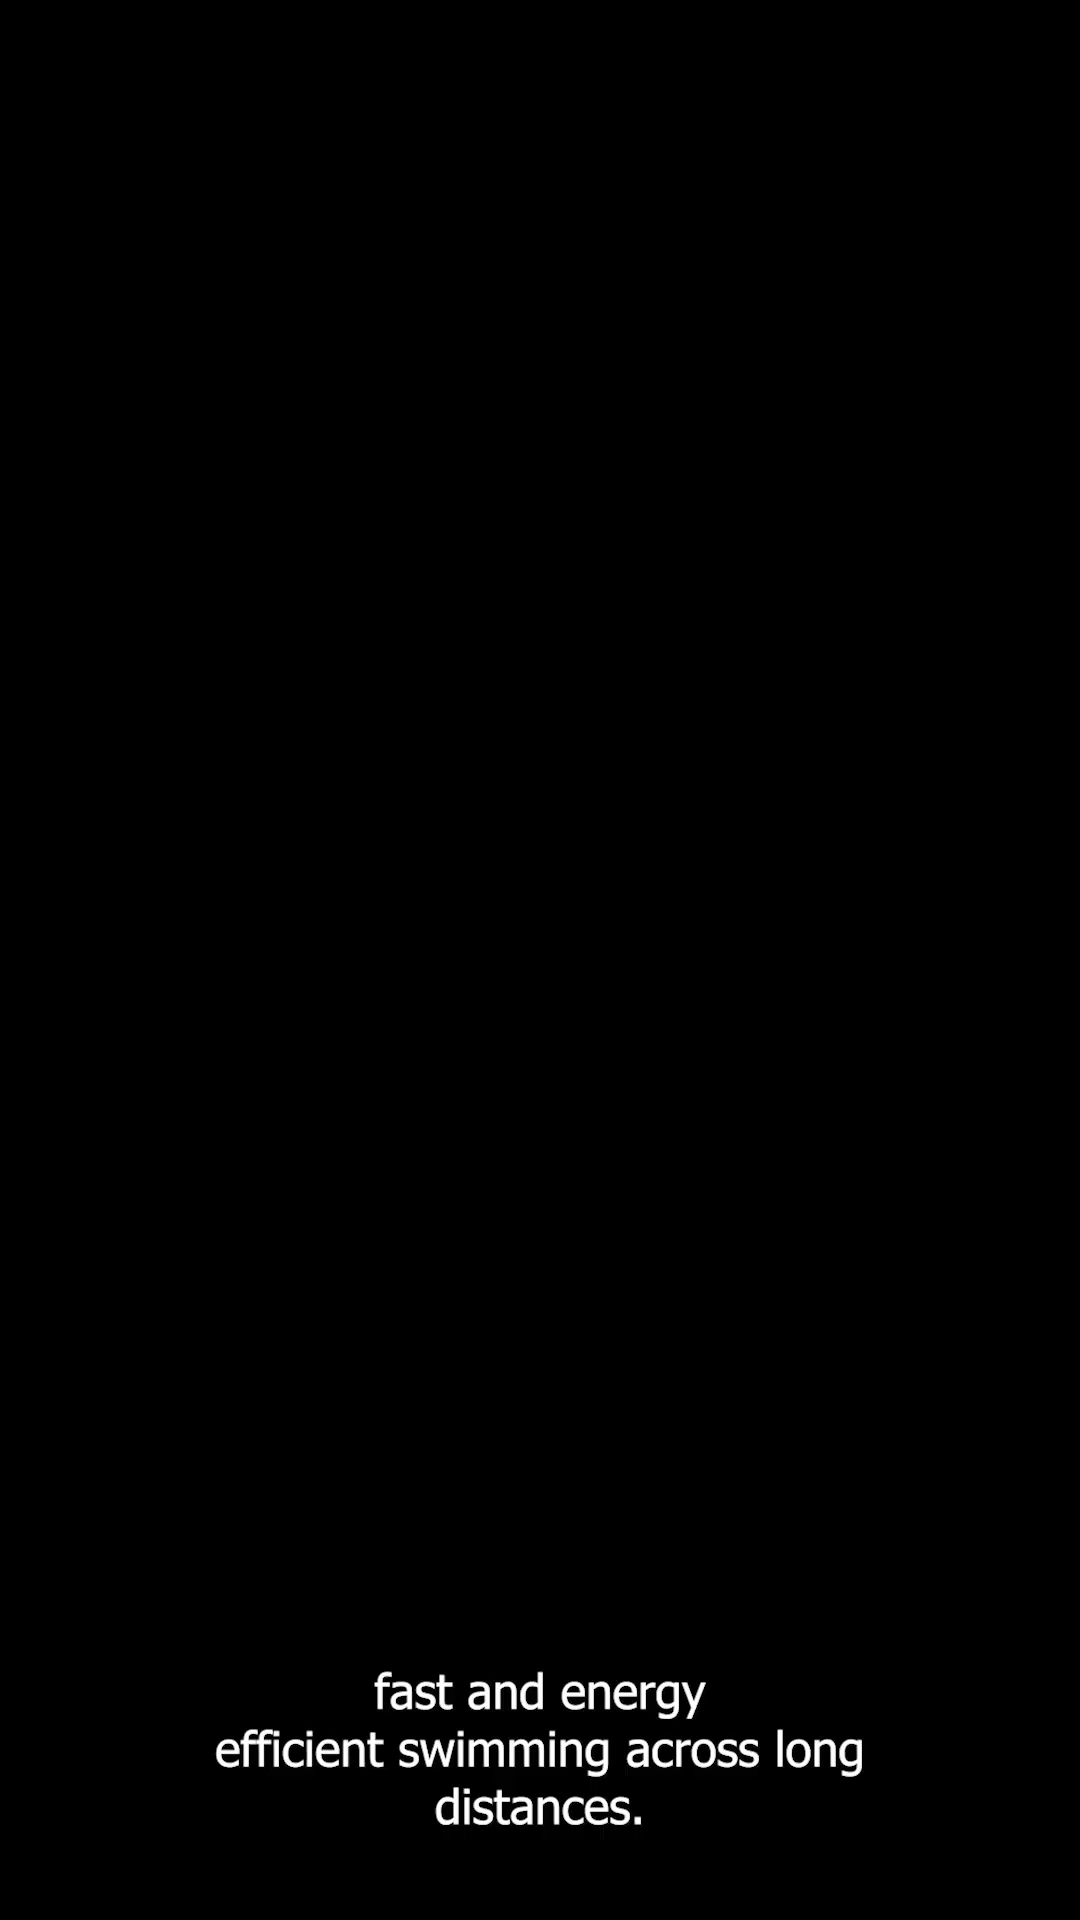 fast and energy
efficient swimming across long
distances.